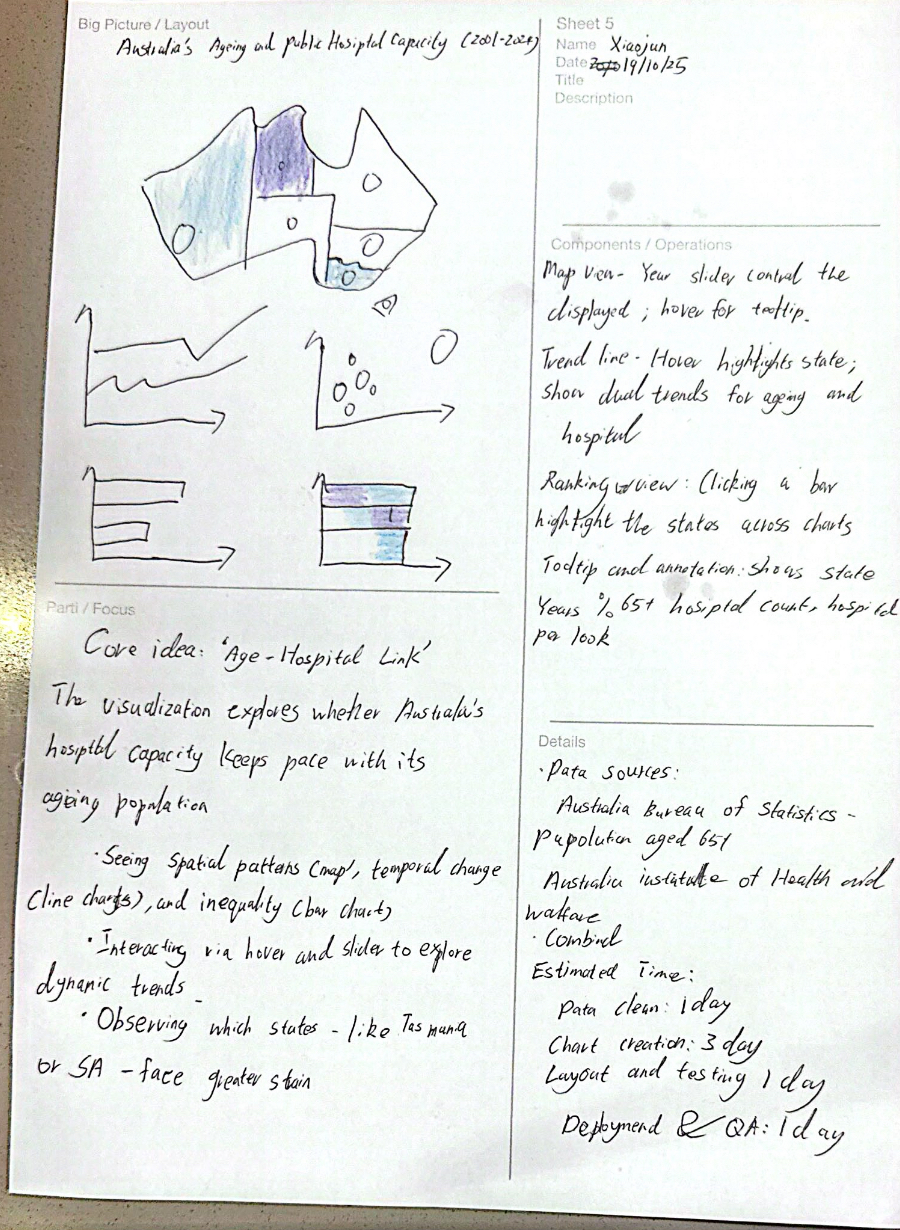 Big Picture / Layout
Australia's Ageing and public Hosiptal Capacity (2001-2024)
Sheet 5
Name Xiaojun
Date 19/10/25
Title
Description
Components / Operations
Map view - Year slider control the
displayed ; hover for tooltip.
Trend line - Hover highlights state;
show dual trends for ageing and
hospital
Ranking view : Clicking a bar
highlight the states across charts
Tooltip and annotation: shows state
Years % 65+ hosiptal count, hospital
per 100k
Parti / Focus
Core idea: 'Age-Hospital Link'
The visualization explores whether Australia's
hosiptal capacity keeps pace with its
ageing population
· Seeing spatial patterns (map), temporal change
(line charts), and inequality (bar chart)
· Interacting via hover and slider to explore
dynamic trends
· Observing which states - like Tasmania
or SA - face greater stain
Details
· Data sources:
Australia Bureau of Statistics -
Pupolution aged 65+
Australia institute of Health and
walfare
· Combind
Estimated Time:
Data clean: 1 day
Chart creation: 3 day
Layout and testing 1 day
Deploymend & QA: 1 day